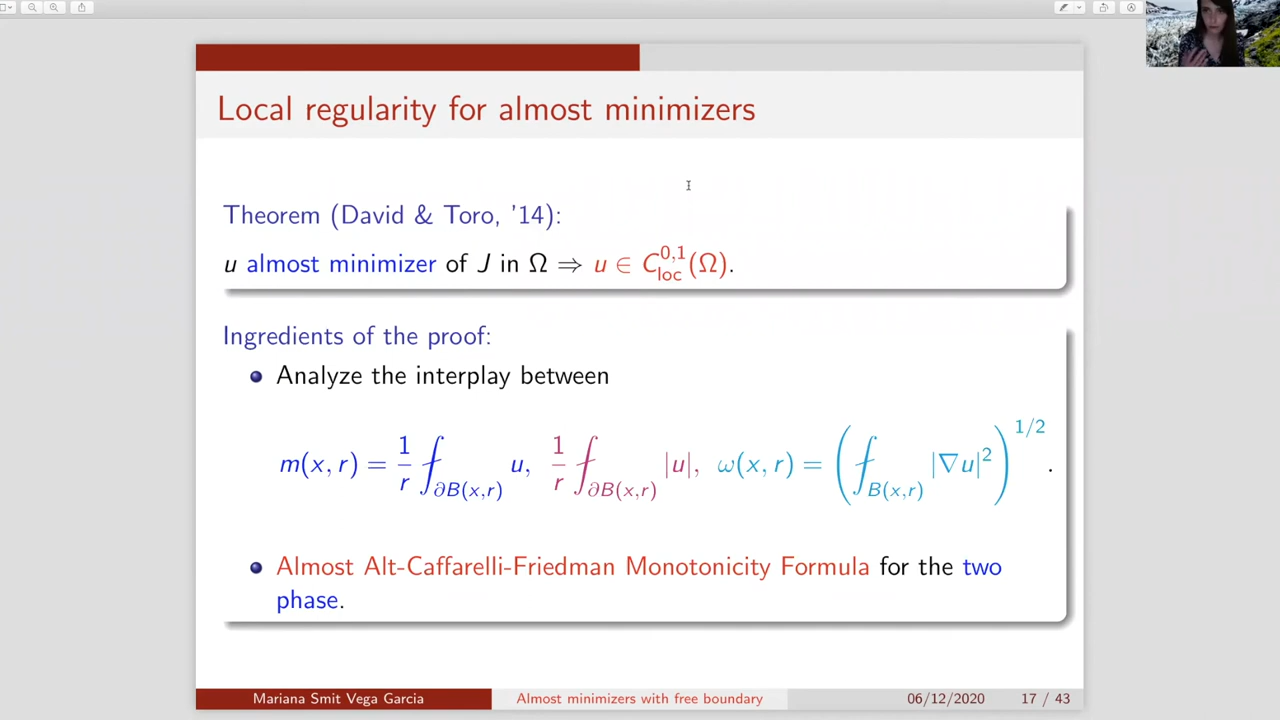 Local regularity for almost minimizers
Theorem (David & Toro, '14):
u almost minimizer of J in Ω ⇒ u ∈ C^{0,1}_{loc}(Ω).
Ingredients of the proof:
Analyze the interplay between
m(x, r) = \frac{1}{r} ⨍_{∂B(x,r)} u, \frac{1}{r} ⨍_{∂B(x,r)} |u|, ω(x, r) = ( ⨍_{B(x,r)} |∇u|^2 )^{1/2}.
Almost Alt-Caffarelli-Friedman Monotonicity Formula for the two
phase.
Mariana Smit Vega Garcia Almost minimizers with free boundary 06/12/2020 17 / 43